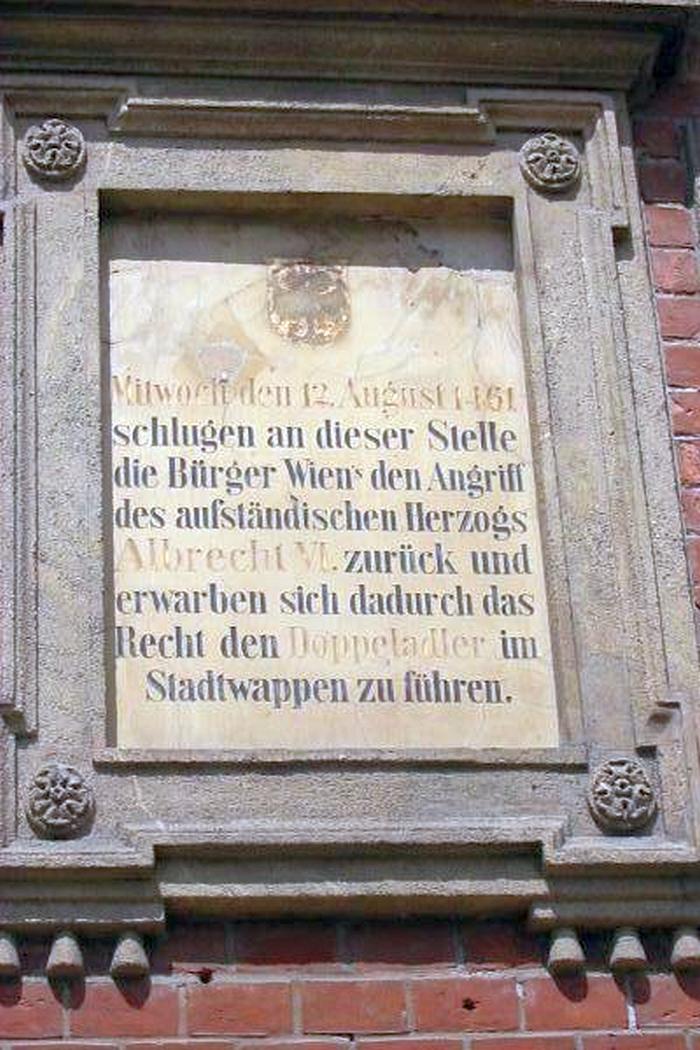 Mitwoch den 12. August 1461
schlugen an dieser Stelle
die Bürger Wien's den Angriff
des aufständischen Herzogs
Albrecht VI. zurück und
erwarben sich dadurch das
Recht den Doppeladler im
Stadtwappen zu führen.